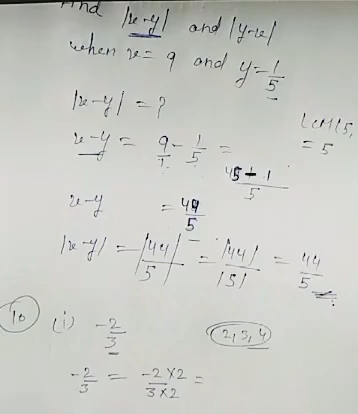 Find |x-y| and |y-x|
when x = 9 and y = 1/5
|x-y| = ?
x-y = 9/1 - 1/5 = 45-1/5
LCM(5,
= 5
x-y = 44/5
|x-y| = |44/5| = |44|/|5| = 44/5
10 (i) -2/3
2, 3, 4
-2/3 = -2×2/3×2 =